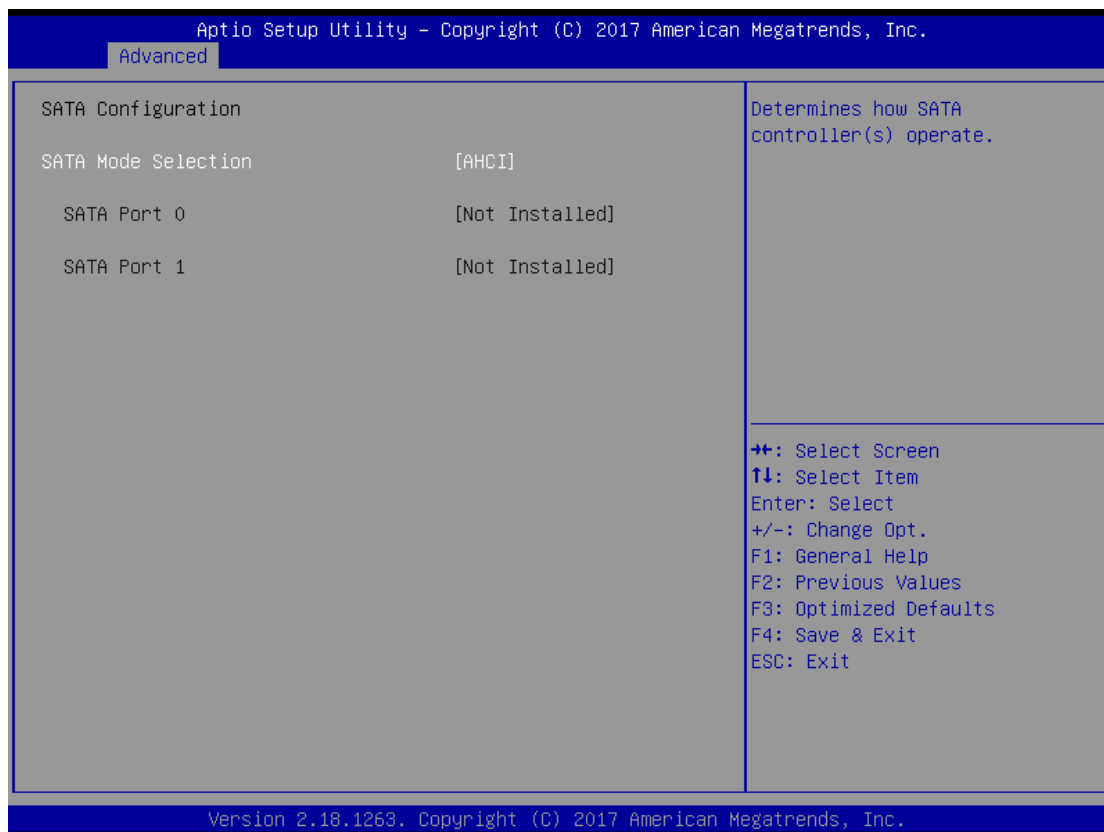 Aptio Setup Utility – Copyright (C) 2017 American Megatrends, Inc.
Advanced
SATA Configuration
SATA Mode Selection [AHCI]
SATA Port 0 [Not Installed]
SATA Port 1 [Not Installed]
Determines how SATA
controller(s) operate.
→←: Select Screen
↑↓: Select Item
Enter: Select
+/-: Change Opt.
F1: General Help
F2: Previous Values
F3: Optimized Defaults
F4: Save & Exit
ESC: Exit
Version 2.18.1263. Copyright (C) 2017 American Megatrends, Inc.